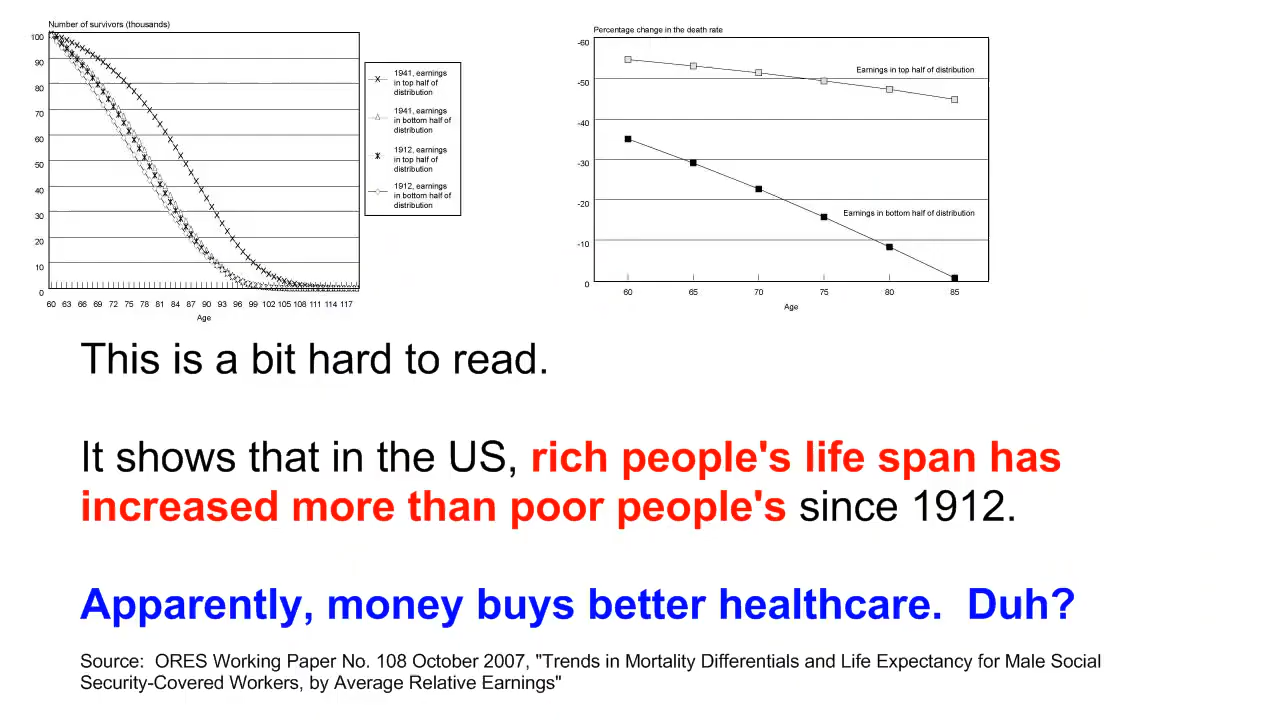 Number of survivors (thousands)
100
90
80
70
60
50
40
30
20
10
0
60 63 66 69 72 75 78 81 84 87 90 93 96 99 102 105 108 111 114 117
Age
1941, earnings
in top half of
distribution
1941, earnings
in bottom half of
distribution
1912, earnings
in top half of
distribution
1912, earnings
in bottom half of
distribution
Percentage change in the death rate
-60
-50
-40
-30
-20
-10
0
Earnings in top half of distribution
Earnings in bottom half of distribution
60 65 70 75 80 85
Age
This is a bit hard to read.
It shows that in the US, rich people's life span has
increased more than poor people's since 1912.
Apparently, money buys better healthcare. Duh?
Source: ORES Working Paper No. 108 October 2007, "Trends in Mortality Differentials and Life Expectancy for Male Social
Security-Covered Workers, by Average Relative Earnings"